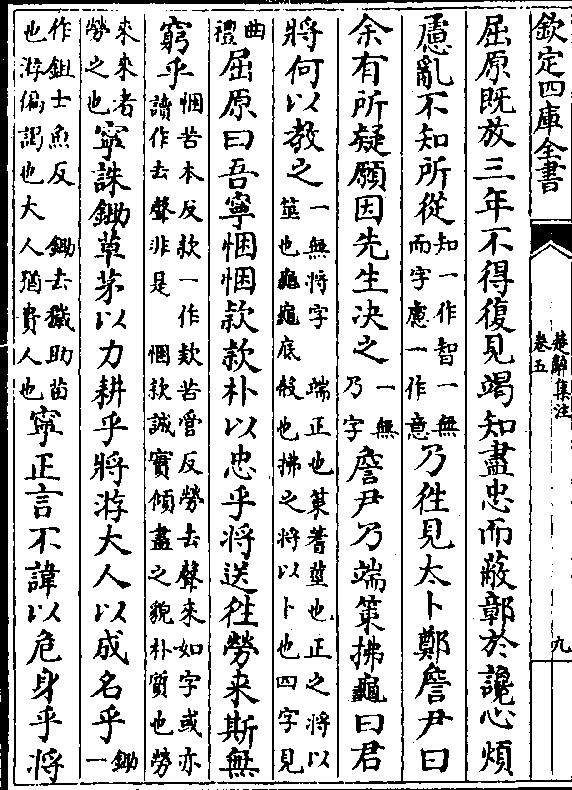 欽定四庫全書
楚辭集注
卷五
九
屈原既放三年不得復見竭知盡忠而蔽鄣於讒心煩
慮亂不知所從
知一作智一無
而字慮一作意
乃徃見太卜鄭詹尹曰
余有所疑願因先生决之
一無
乃字
詹尹乃端策拂龜曰君
將何以教之
一無將字 端正也策蓍莖也正之將以
筮也龜龜底殼也拂之將以卜也四字見
曲
禮
屈原曰吾寧悃悃款款朴以忠乎將送徃勞来斯無
窮乎
悃苦本反款一作欵苦管反勞去聲来如字或亦
讀作去聲非是 悃款誠實傾盡之貌朴質也勞
来来者
勞之也
寧誅鋤草茅以力耕乎將游大人以成名乎
鋤
一
作鉏士魚反 鋤去穢助苗
也游徧謁也大人猶貴人也
寧正言不諱以危身乎將